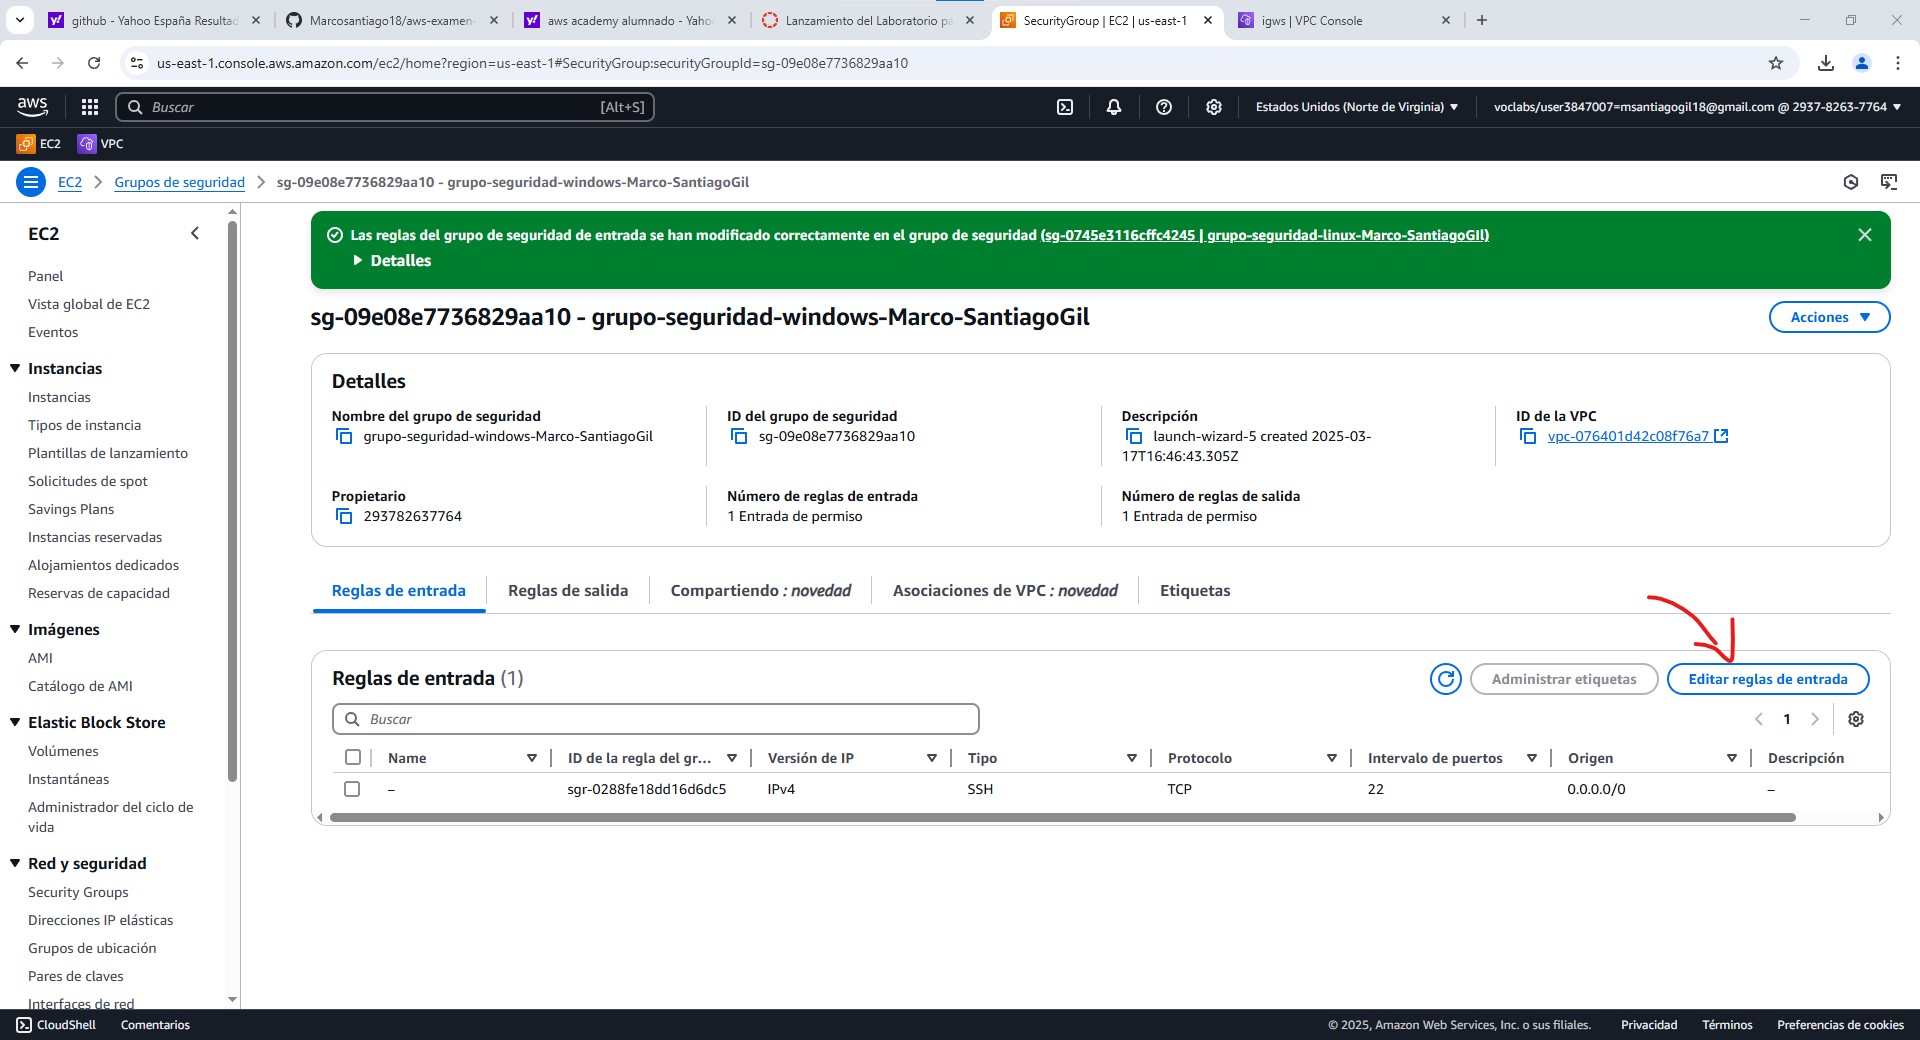 github - Yahoo España Resultad
Marcosantiago18/aws-examen-
aws academy alumnado - Yaho
Lanzamiento del Laboratorio pa
SecurityGroup | EC2 | us-east-1
igws | VPC Console
us-east-1.console.aws.amazon.com/ec2/home?region=us-east-1#SecurityGroup:securityGroupId=sg-09e08e7736829aa10
aws
Buscar
[Alt+S]
Estados Unidos (Norte de Virginia)
voclabs/user3847007=msantiagogil18@gmail.com @ 2937-8263-7764
EC2
VPC
EC2
Grupos de seguridad
sg-09e08e7736829aa10 - grupo-seguridad-windows-Marco-SantiagoGil
EC2
Panel
Vista global de EC2
Eventos
Instancias
Instancias
Tipos de instancia
Plantillas de lanzamiento
Solicitudes de spot
Savings Plans
Instancias reservadas
Alojamientos dedicados
Reservas de capacidad
Imágenes
AMI
Catálogo de AMI
Elastic Block Store
Volúmenes
Instantáneas
Administrador del ciclo de
vida
Red y seguridad
Security Groups
Direcciones IP elásticas
Grupos de ubicación
Pares de claves
Interfaces de red
Las reglas del grupo de seguridad de entrada se han modificado correctamente en el grupo de seguridad (sg-0745e3116cffc4245 | grupo-seguridad-linux-Marco-SantiagoGIl)
Detalles
sg-09e08e7736829aa10 - grupo-seguridad-windows-Marco-SantiagoGil
Acciones
Detalles
Nombre del grupo de seguridad
grupo-seguridad-windows-Marco-SantiagoGil
ID del grupo de seguridad
sg-09e08e7736829aa10
Descripción
launch-wizard-5 created 2025-03-
17T16:46:43.305Z
ID de la VPC
vpc-076401d42c08f76a7
Propietario
293782637764
Número de reglas de entrada
1 Entrada de permiso
Número de reglas de salida
1 Entrada de permiso
Reglas de entrada
Reglas de salida
Compartiendo : novedad
Asociaciones de VPC : novedad
Etiquetas
Reglas de entrada (1)
Administrar etiquetas
Editar reglas de entrada
Buscar
1
Name
ID de la regla del gr...
Versión de IP
Tipo
Protocolo
Intervalo de puertos
Origen
Descripción
–
sgr-0288fe18dd16d6dc5
IPv4
SSH
TCP
22
0.0.0.0/0
–
CloudShell
Comentarios
© 2025, Amazon Web Services, Inc. o sus filiales.
Privacidad
Términos
Preferencias de cookies